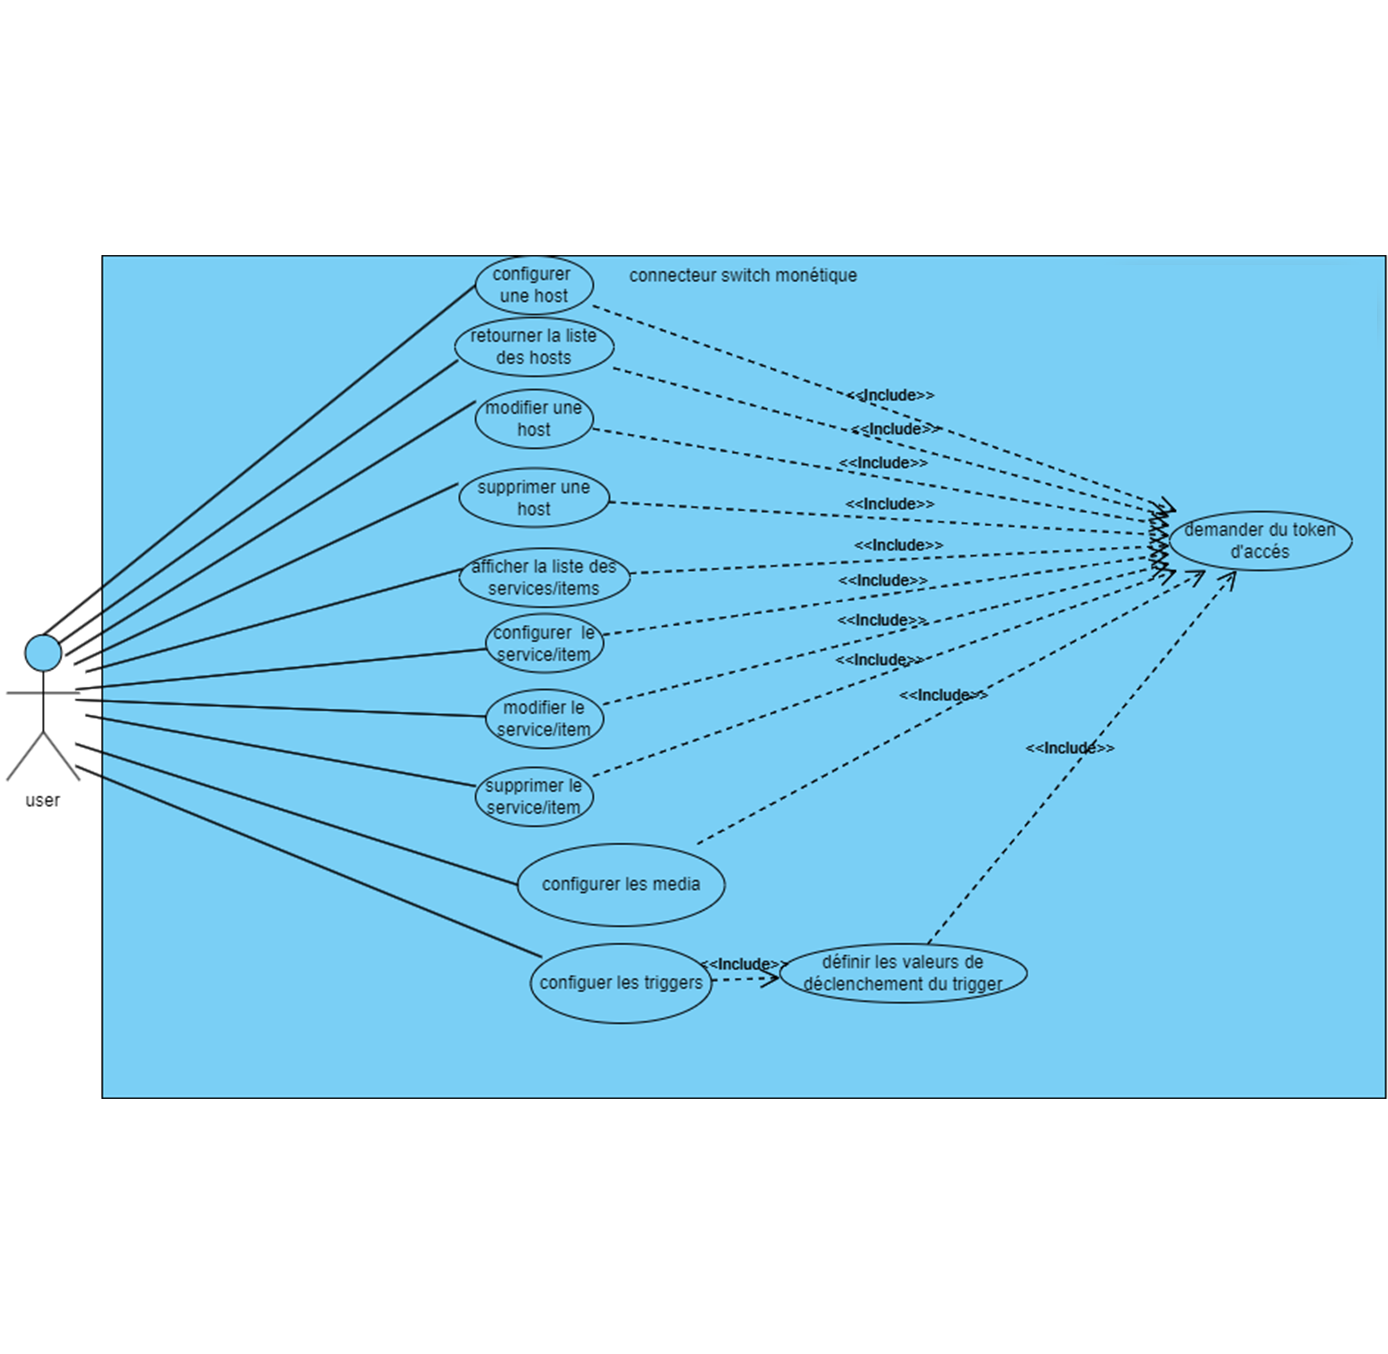 connecteur switch monétique
configurer
une host
retourner la liste
des hosts
modifier une
host
supprimer une
host
afficher la liste des
services/items
configurer le
service/item
modifier le
service/item
supprimer le
service/item
configurer les media
configuer les triggers
définir les valeurs de
déclenchement du trigger
demander du token
d'accés
<<Include>>
<<Include>>
<<Include>>
<<Include>>
<<Include>>
<<Include>>
<<Include>>
<<Include>>
<<Include>>
<<Include>>
<<Include>>
user